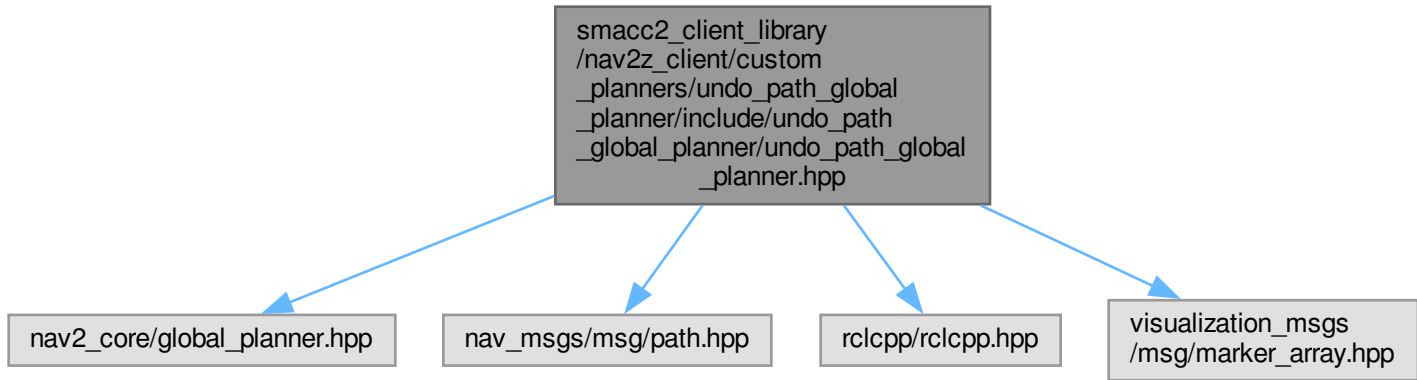 smacc2_client_library
/nav2z_client/custom
_planners/undo_path_global
_planner/include/undo_path
_global_planner/undo_path_global
_planner.hpp
nav2_core/global_planner.hpp
nav_msgs/msg/path.hpp
rclcpp/rclcpp.hpp
visualization_msgs
/msg/marker_array.hpp